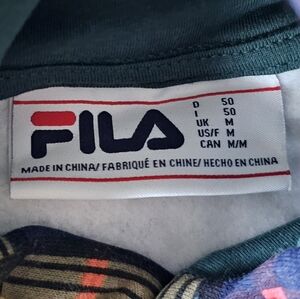 FILA
D 50
I 50
UK M
US/F M
CAN M/M
MADE IN CHINA/ FABRIQUÉ EN CHINE/ HECHO EN CHINA